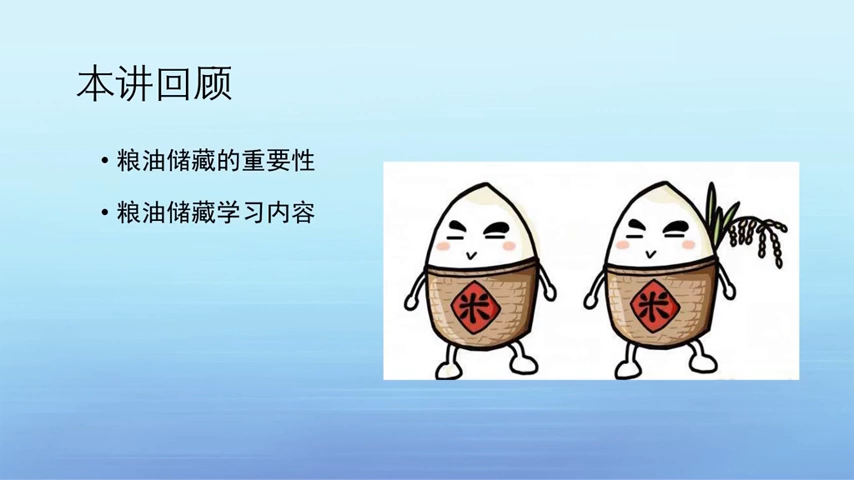 本讲回顾
• 粮油储藏的重要性
• 粮油储藏学习内容
米
米